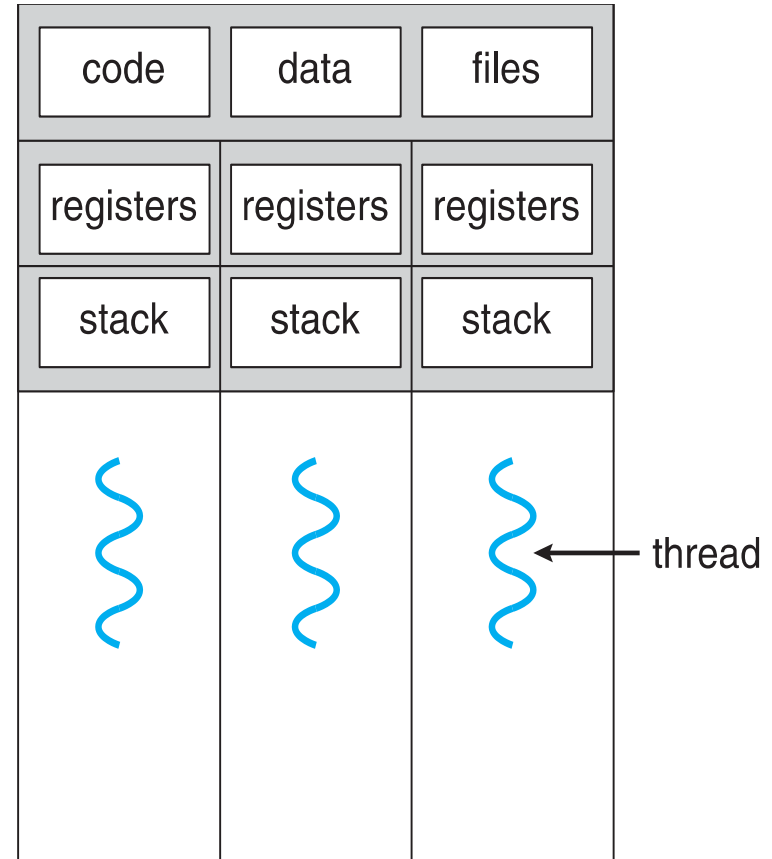 code data files
registers registers registers
stack stack stack
thread